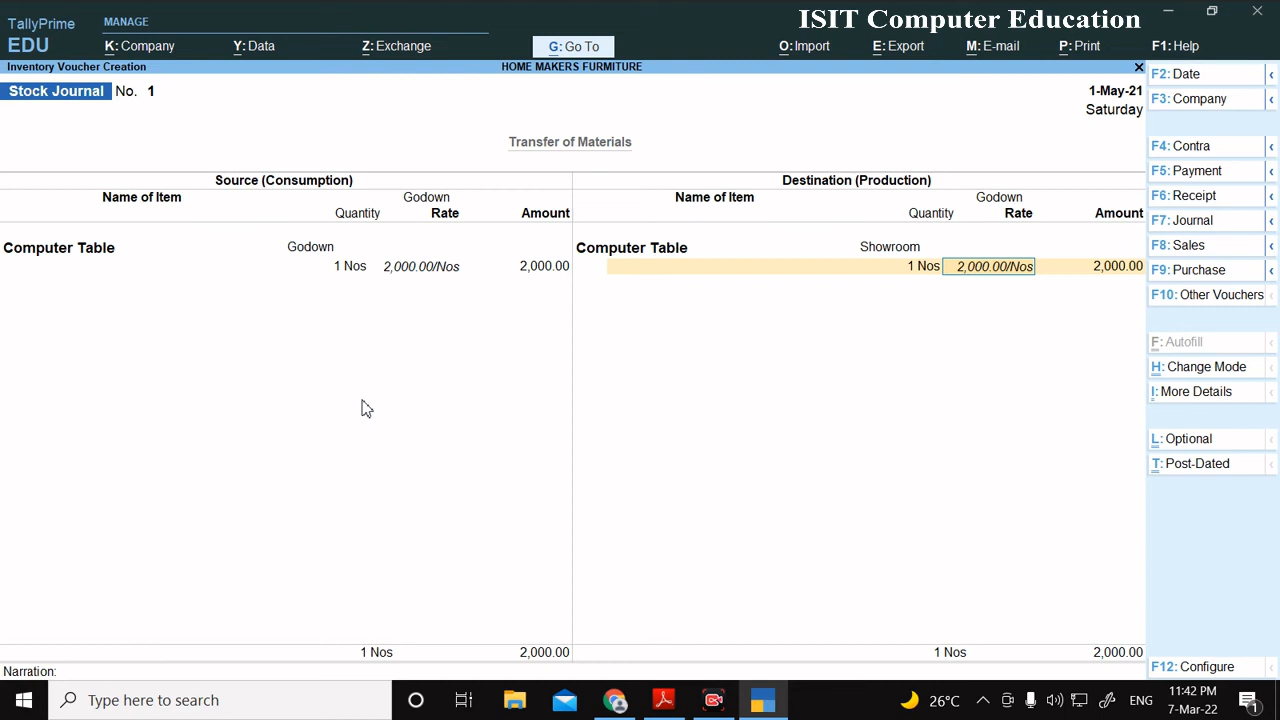 ISIT Computer Education
TallyPrime
EDU
MANAGE
K: Company
Y: Data
Z: Exchange
G: Go To
O: Import
E: Export
M: E-mail
P: Print
F1: Help
Inventory Voucher Creation
HOME MAKERS FURMITURE
Stock Journal No. 1
1-May-21
Saturday
Transfer of Materials
Source (Consumption)
Destination (Production)
Name of Item
Godown
Quantity Rate Amount
Name of Item
Godown
Quantity Rate Amount
Computer Table Godown
1 Nos 2,000.00/Nos 2,000.00
Computer Table Showroom
1 Nos 2,000.00/Nos 2,000.00
1 Nos 2,000.00
1 Nos 2,000.00
Narration:
F2: Date
F3: Company
F4: Contra
F5: Payment
F6: Receipt
F7: Journal
F8: Sales
F9: Purchase
F10: Other Vouchers
F: Autofill
H: Change Mode
I: More Details
L: Optional
T: Post-Dated
F12: Configure
Type here to search
26°C
ENG
11:42 PM
7-Mar-22
1